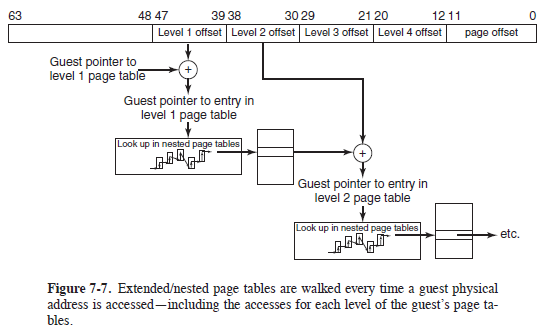 63 48 47 39 38 30 29 21 20 12 11 0
Level 1 offset Level 2 offset Level 3 offset Level 4 offset page offset
Guest pointer to
level 1 page table
+
Guest pointer to entry in
level 1 page table
Look up in nested page tables
+
Guest pointer to entry in
level 2 page table
Look up in nested page tables
etc.
Figure 7-7. Extended/nested page tables are walked every time a guest physical
address is accessed—including the accesses for each level of the guest's page ta-
bles.